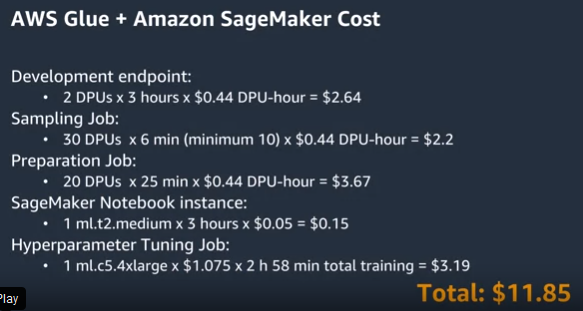 AWS Glue + Amazon SageMaker Cost
Development endpoint:
• 2 DPUs x 3 hours x $0.44 DPU-hour = $2.64
Sampling Job:
• 30 DPUs x 6 min (minimum 10) x $0.44 DPU-hour = $2.2
Preparation Job:
• 20 DPUs x 25 min x $0.44 DPU-hour = $3.67
SageMaker Notebook instance:
• 1 ml.t2.medium x 3 hours x $0.05 = $0.15
Hyperparameter Tuning Job:
• 1 ml.c5.4xlarge x $1.075 x 2 h 58 min total training = $3.19
Total: $11.85
Play